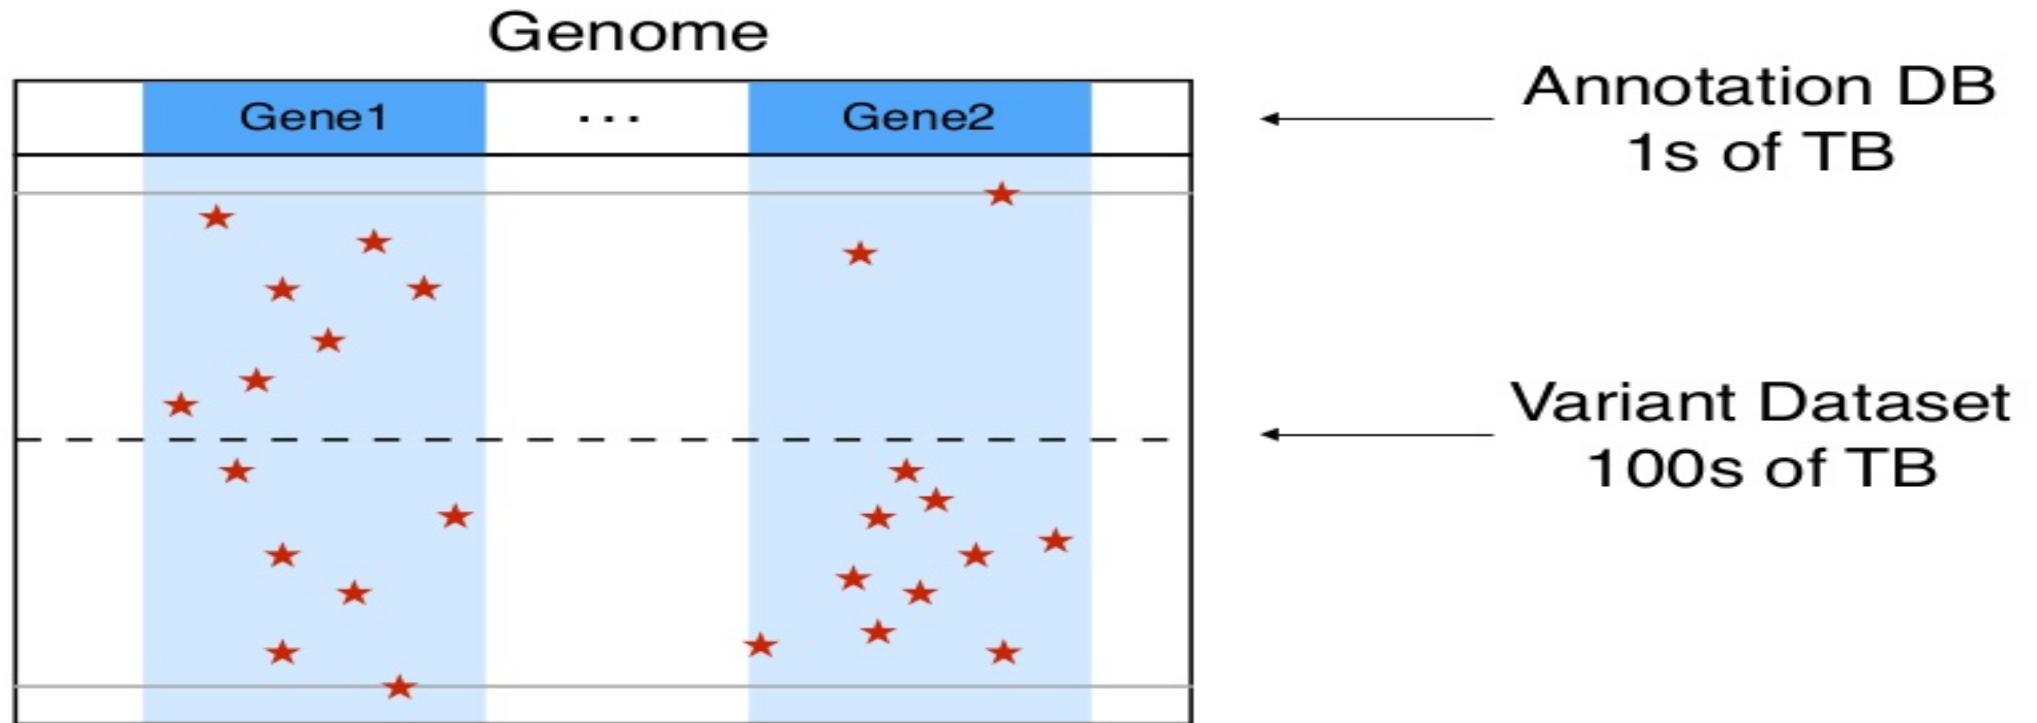 Genome
Gene1
...
Gene2
Annotation DB
1s of TB
Variant Dataset
100s of TB